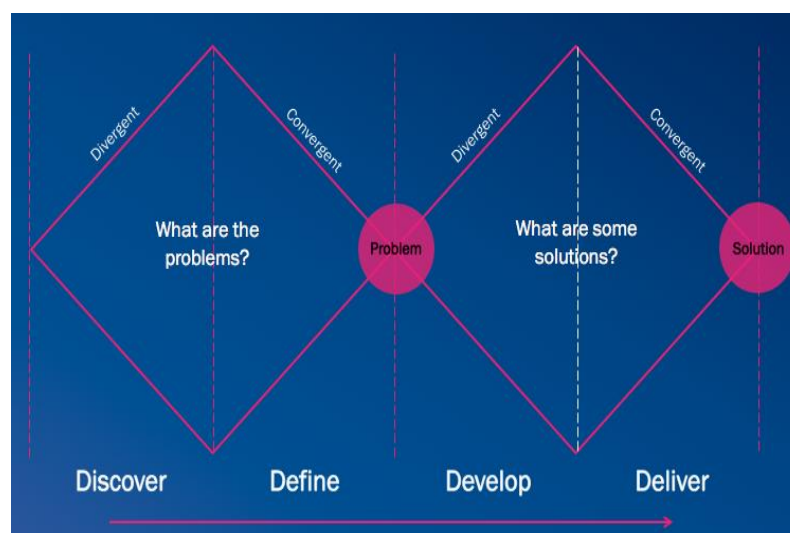 Divergent
Convergent
Divergent
Convergent
What are the
problems?
Problem
What are some
solutions?
Solution
Discover
Define
Develop
Deliver